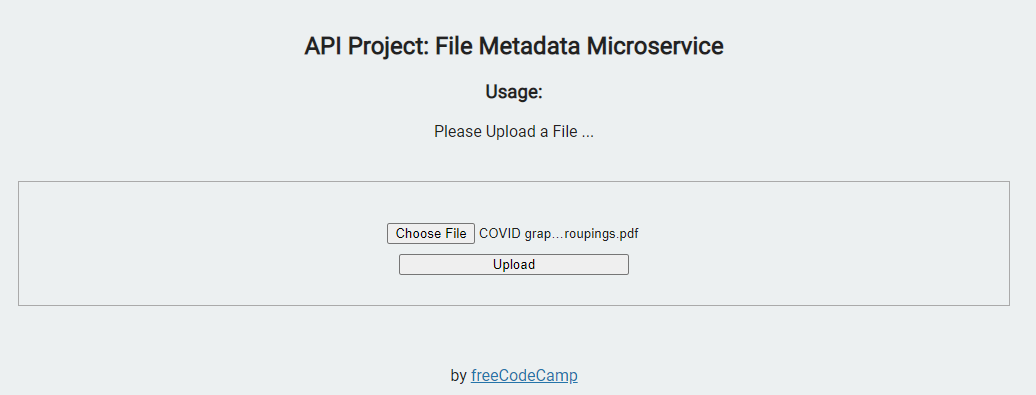 API Project: File Metadata Microservice
Usage:
Please Upload a File ...
Choose File COVID grap...roupings.pdf
Upload
by freeCodeCamp